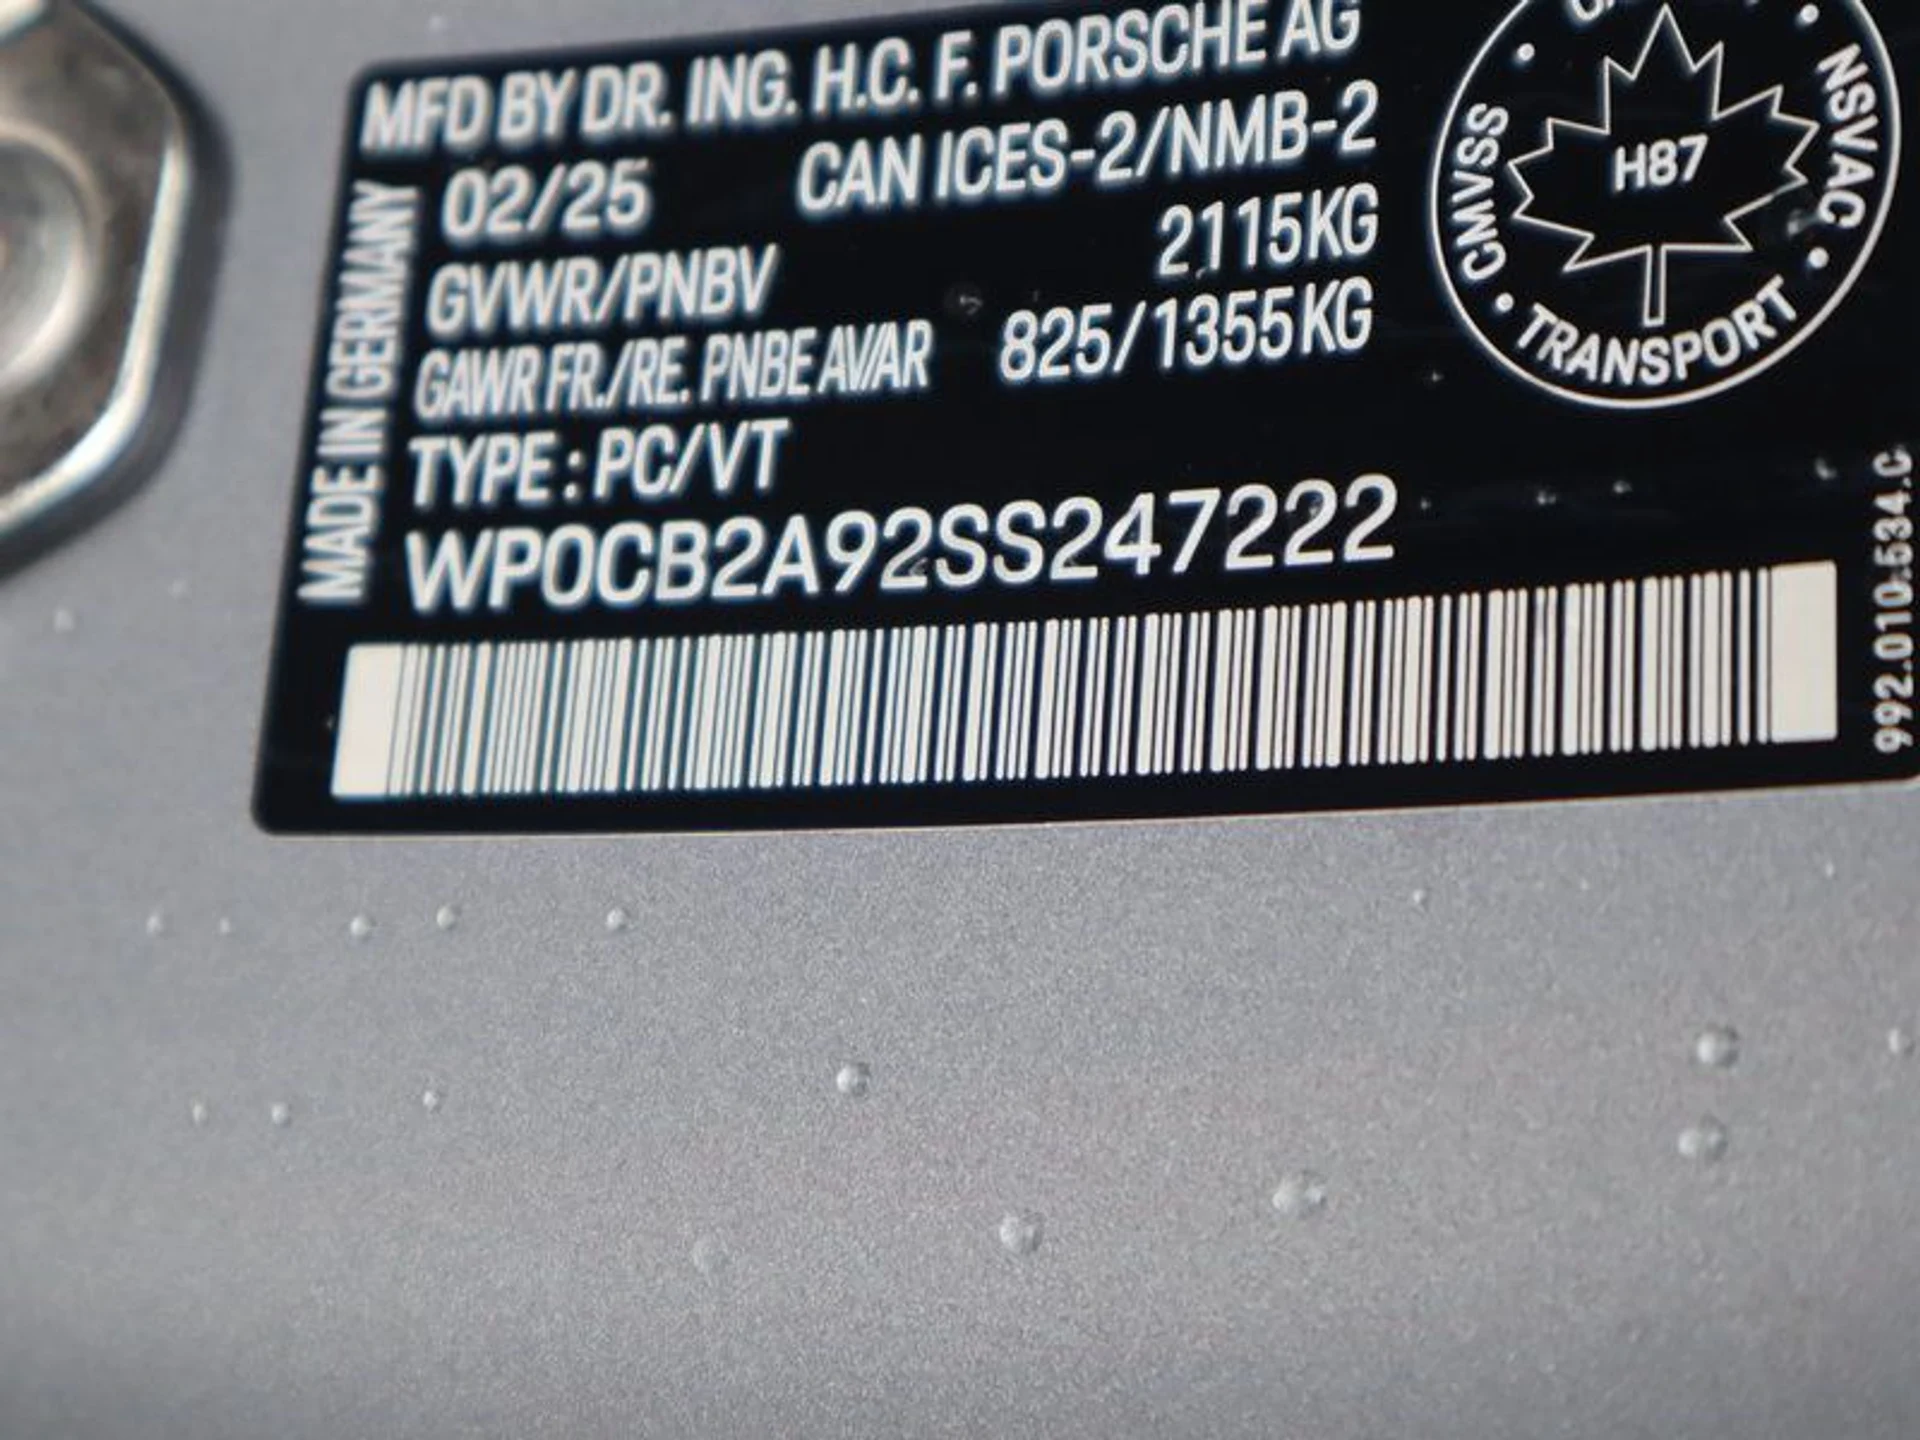 MFD BY DR. ING. H.C. F. PORSCHE AG
02/25 CAN ICES-2/NMB-2
GVWR/PNBV 2115KG
GAWR FR./RE. PNBE AV/AR 825/1355KG
TYPE : PC/VT
WP0CB2A92SS247222
MADE IN GERMANY
CMVSS • TRANSPORT • NSVAC •
H87
992.010.534.C